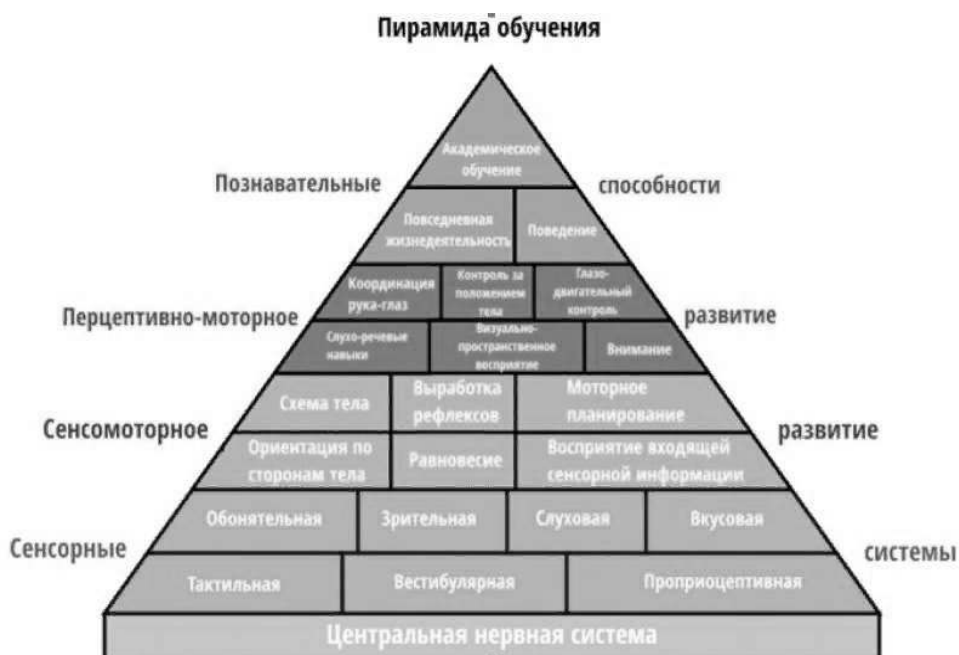 Пирамида обучения
Академическое
обучение
Познавательные
способности
Повседневная
жизнедеятельность
Поведение
Координация
рука-глаз
Контроль за
положением
тела
Глазо-
двигательный
контроль
Перцептивно-моторное
развитие
Слухо-речевые
навыки
Визуально-
пространственное
восприятие
Внимание
Схема тела
Выработка
рефлексов
Моторное
планирование
Сенсомоторное
развитие
Ориентация по
сторонам тела
Равновесие
Восприятие входящей
сенсорной информации
Обонятельная
Зрительная
Слуховая
Вкусовая
Сенсорные
системы
Тактильная
Вестибулярная
Проприоцептивная
Центральная нервная система